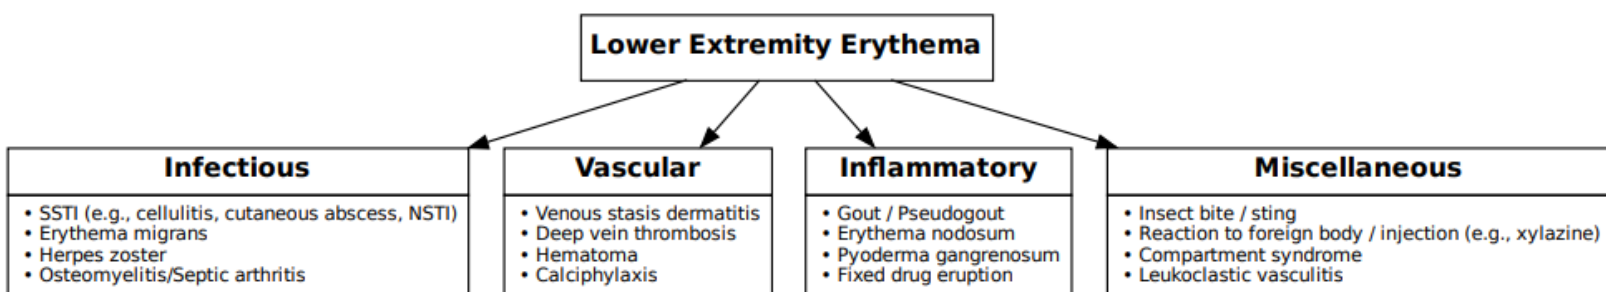 Lower Extremity Erythema
Infectious
• SSTI (e.g., cellulitis, cutaneous abscess, NSTI)
• Erythema migrans
• Herpes zoster
• Osteomyelitis/Septic arthritis
Vascular
• Venous stasis dermatitis
• Deep vein thrombosis
• Hematoma
• Calciphylaxis
Inflammatory
• Gout / Pseudogout
• Erythema nodosum
• Pyoderma gangrenosum
• Fixed drug eruption
Miscellaneous
• Insect bite / sting
• Reaction to foreign body / injection (e.g., xylazine)
• Compartment syndrome
• Leukoclastic vasculitis